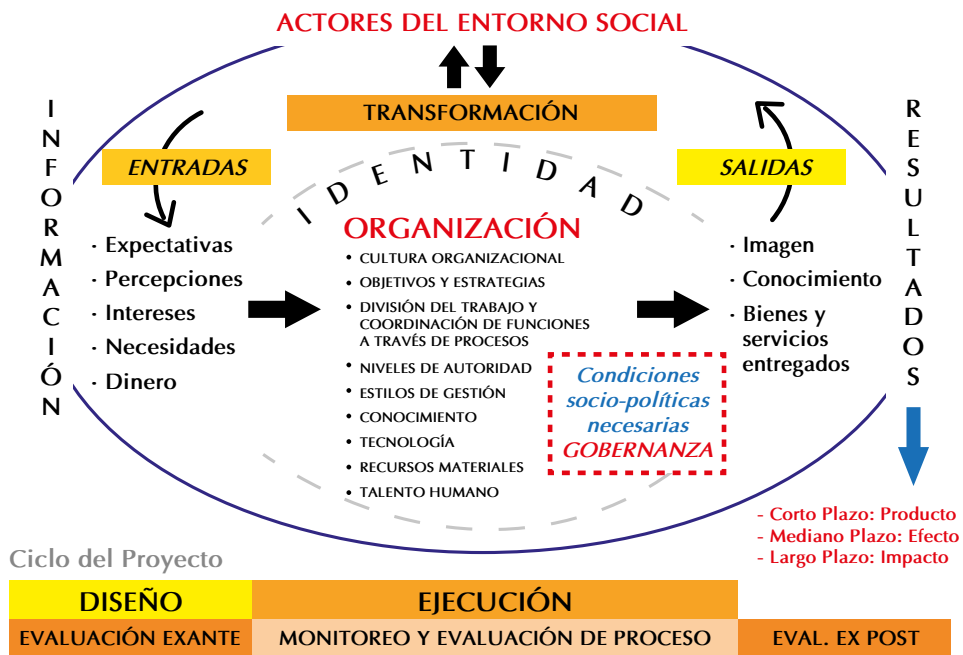 ACTORES DEL ENTORNO SOCIAL
TRANSFORMACIÓN
INFORMACIÓN
ENTRADAS
· Expectativas
· Percepciones
· Intereses
· Necesidades
· Dinero
IDENTIDAD
ORGANIZACIÓN
• CULTURA ORGANIZACIONAL
• OBJETIVOS Y ESTRATEGIAS
• DIVISIÓN DEL TRABAJO Y
COORDINACIÓN DE FUNCIONES
A TRAVÉS DE PROCESOS
• NIVELES DE AUTORIDAD
• ESTILOS DE GESTIÓN
• CONOCIMIENTO
• TECNOLOGÍA
• RECURSOS MATERIALES
• TALENTO HUMANO
Condiciones
socio-políticas
necesarias
GOBERNANZA
SALIDAS
· Imagen
· Conocimiento
· Bienes y
servicios
entregados
RESULTADOS
- Corto Plazo: Producto
- Mediano Plazo: Efecto
- Largo Plazo: Impacto
Ciclo del Proyecto
DISEÑO
EJECUCIÓN
EVALUACIÓN EXANTE
MONITOREO Y EVALUACIÓN DE PROCESO
EVAL. EX POST